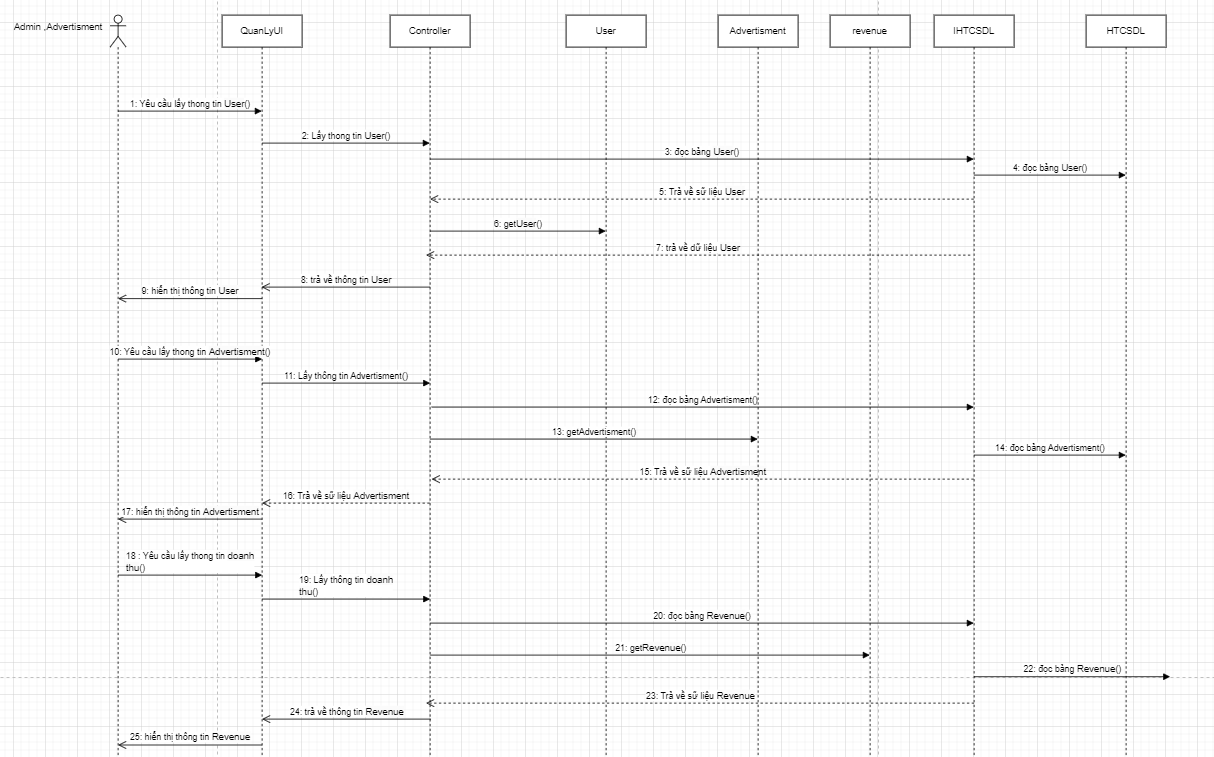 Admin ,Advertisment
QuanLyUI
Controller
User
Advertisment
revenue
IHTCSDL
HTCSDL
1: Yêu cầu lấy thong tin User()
2: Lấy thong tin User()
3: đọc bảng User()
4: đọc bảng User()
5: Trả về sữ liệu User
6: getUser()
7: trả về dữ liệu User
8: trả về thông tin User
9: hiển thị thông tin User
10: Yêu cầu lấy thong tin Advertisment()
11: Lấy thông tin Advertisment()
12: đọc bảng Advertisment()
13: getAdvertisment()
14: đọc bảng Advertisment()
15: Trả về sữ liệu Advertisment
16: Trả về sữ liệu Advertisment
17: hiển thị thông tin Advertisment
18 : Yêu cầu lấy thong tin doanh
thu()
19: Lấy thông tin doanh
thu()
20: đọc bảng Revenue()
21: getRevenue()
22: đọc bảng Revenue()
23: Trả về sữ liệu Revenue
24: trả về thông tin Revenue
25: hiển thị thông tin Revenue